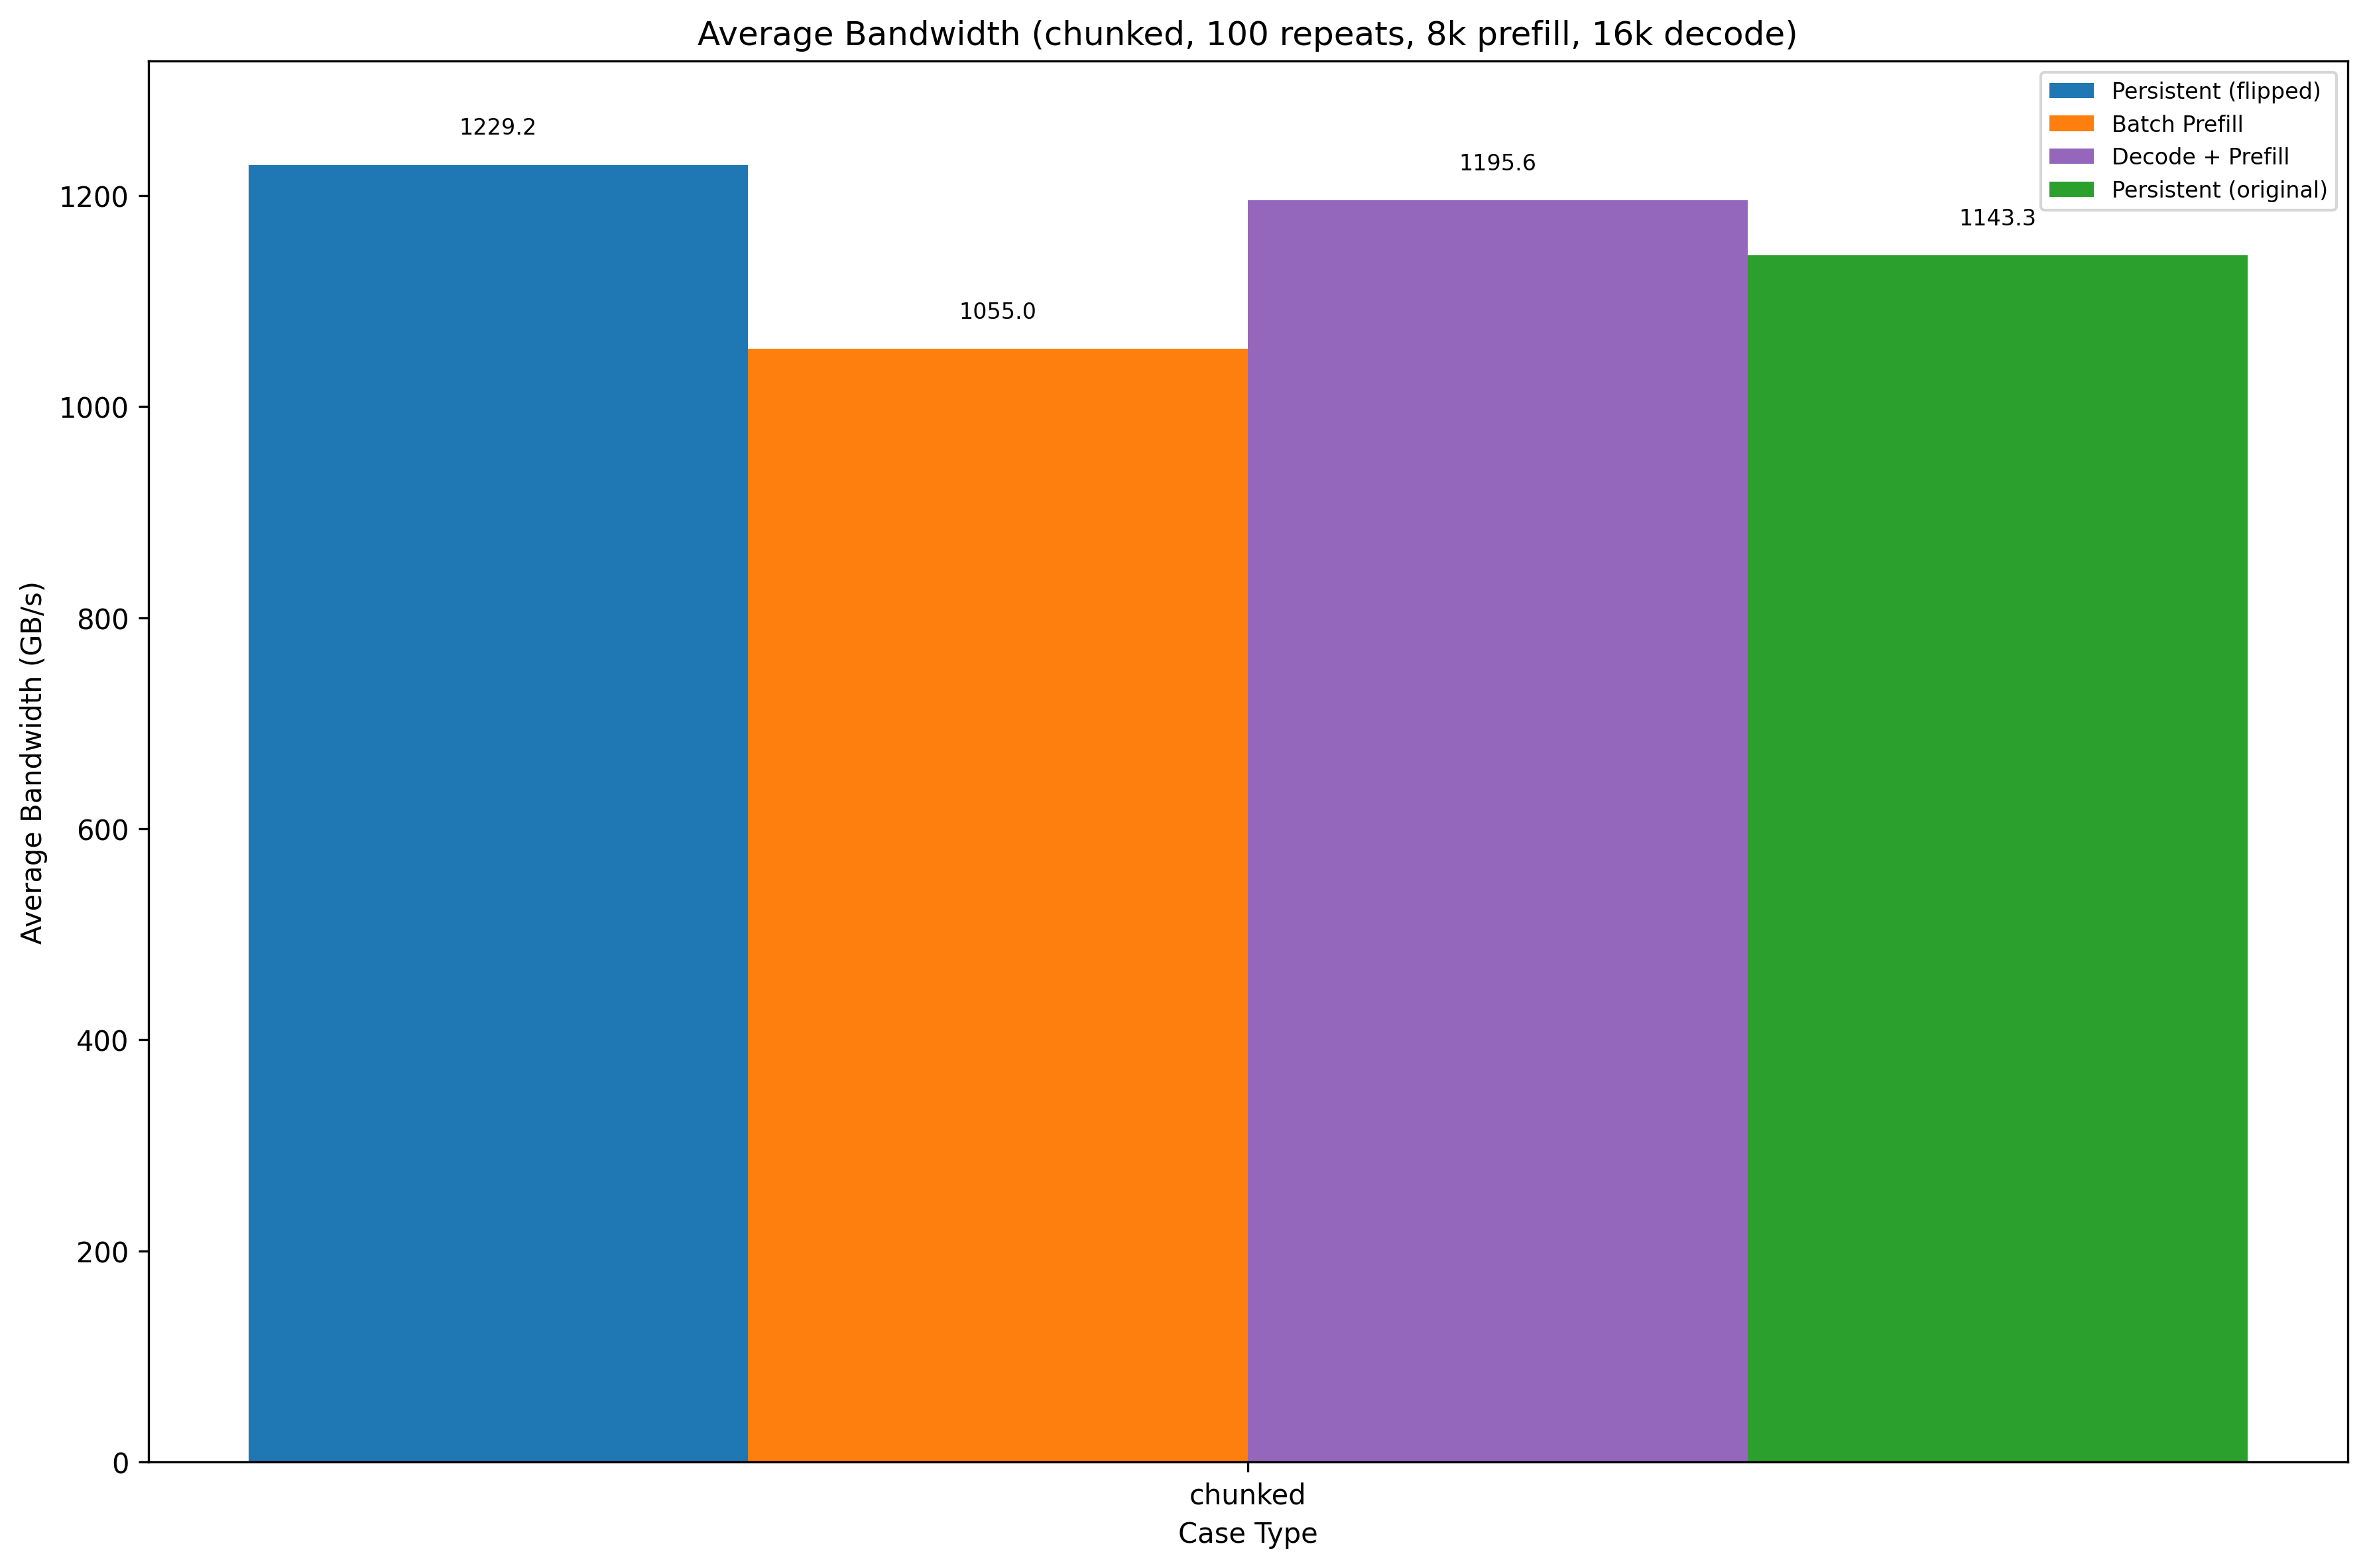 Average Bandwidth (chunked, 100 repeats, 8k prefill, 16k decode)
Persistent (flipped)
Batch Prefill
Decode + Prefill
Persistent (original)
1229.2
1055.0
1195.6
1143.3
Average Bandwidth (GB/s)
1200
1000
800
600
400
200
0
chunked
Case Type